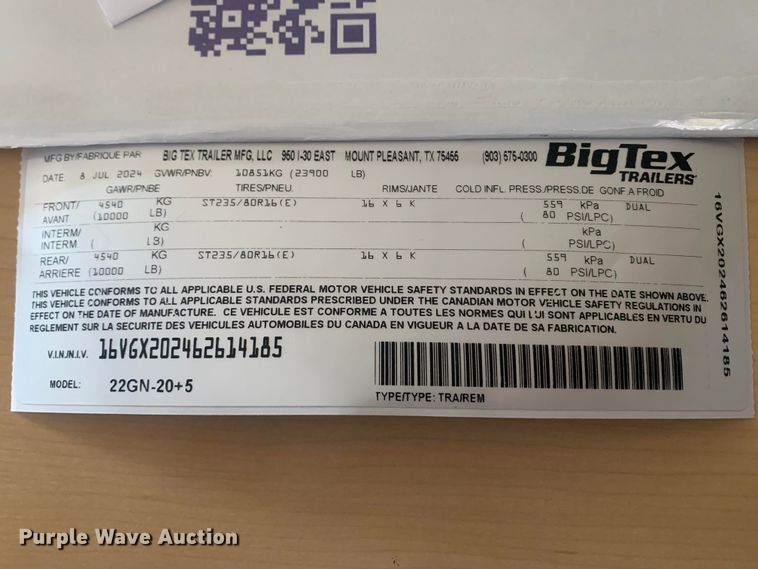 MFG BY/FABRIQUE PAR BIG TEX TRAILER MFG, LLC 950 I-30 EAST MOUNT PLEASANT, TX 75455 (903) 575-0300 BigTex
TRAILERS
DATE: 8 JUL 2024 GVWR/PNBV: 10851KG (23900 LB)
GAWR/PNBE TIRES/PNEU. RIMS/JANTE COLD INFL. PRESS./PRESS.DE GONF.A FROID
FRONT/ 4540 KG ST235/80R16(E) 16 X 6 K 559 kPa DUAL
AVANT (10000 LB) ( 80 PSI/LPC)
INTERM/ KG kPa
INTERM. ( LB) ( PSI/LPC)
REAR/ 4540 KG ST235/80R16(E) 16 X 6 K 559 kPa DUAL
ARRIERE (10000 LB) ( 80 PSI/LPC)
THIS VEHICLE CONFORMS TO ALL APPLICABLE U.S. FEDERAL MOTOR VEHICLE SAFETY STANDARDS IN EFFECT ON THE DATE SHOWN ABOVE.
THIS VEHICLE CONFORMS TO ALL APPLICABLE STANDARDS PRESCRIBED UNDER THE CANADIAN MOTOR VEHICLE SAFETY REGULATIONS IN
EFFECT ON THE DATE OF MANUFACTURE. CE VEHICULE EST CONFORME A TOUTES LES NORMES QUI LUI SONT APPLICABLES EN VERTU DU
REGLEMENT SUR LA SECURITE DES VEHICULES AUTOMOBILES DU CANADA EN VIGUEUR A LA DATE DE SA FABRICATION.
V.I.N./N.I.V. 16VGX202462614185
MODEL: 22GN-20+5
TYPE/TYPE: TRA/REM
16VGX202462614185
Purple Wave Auction